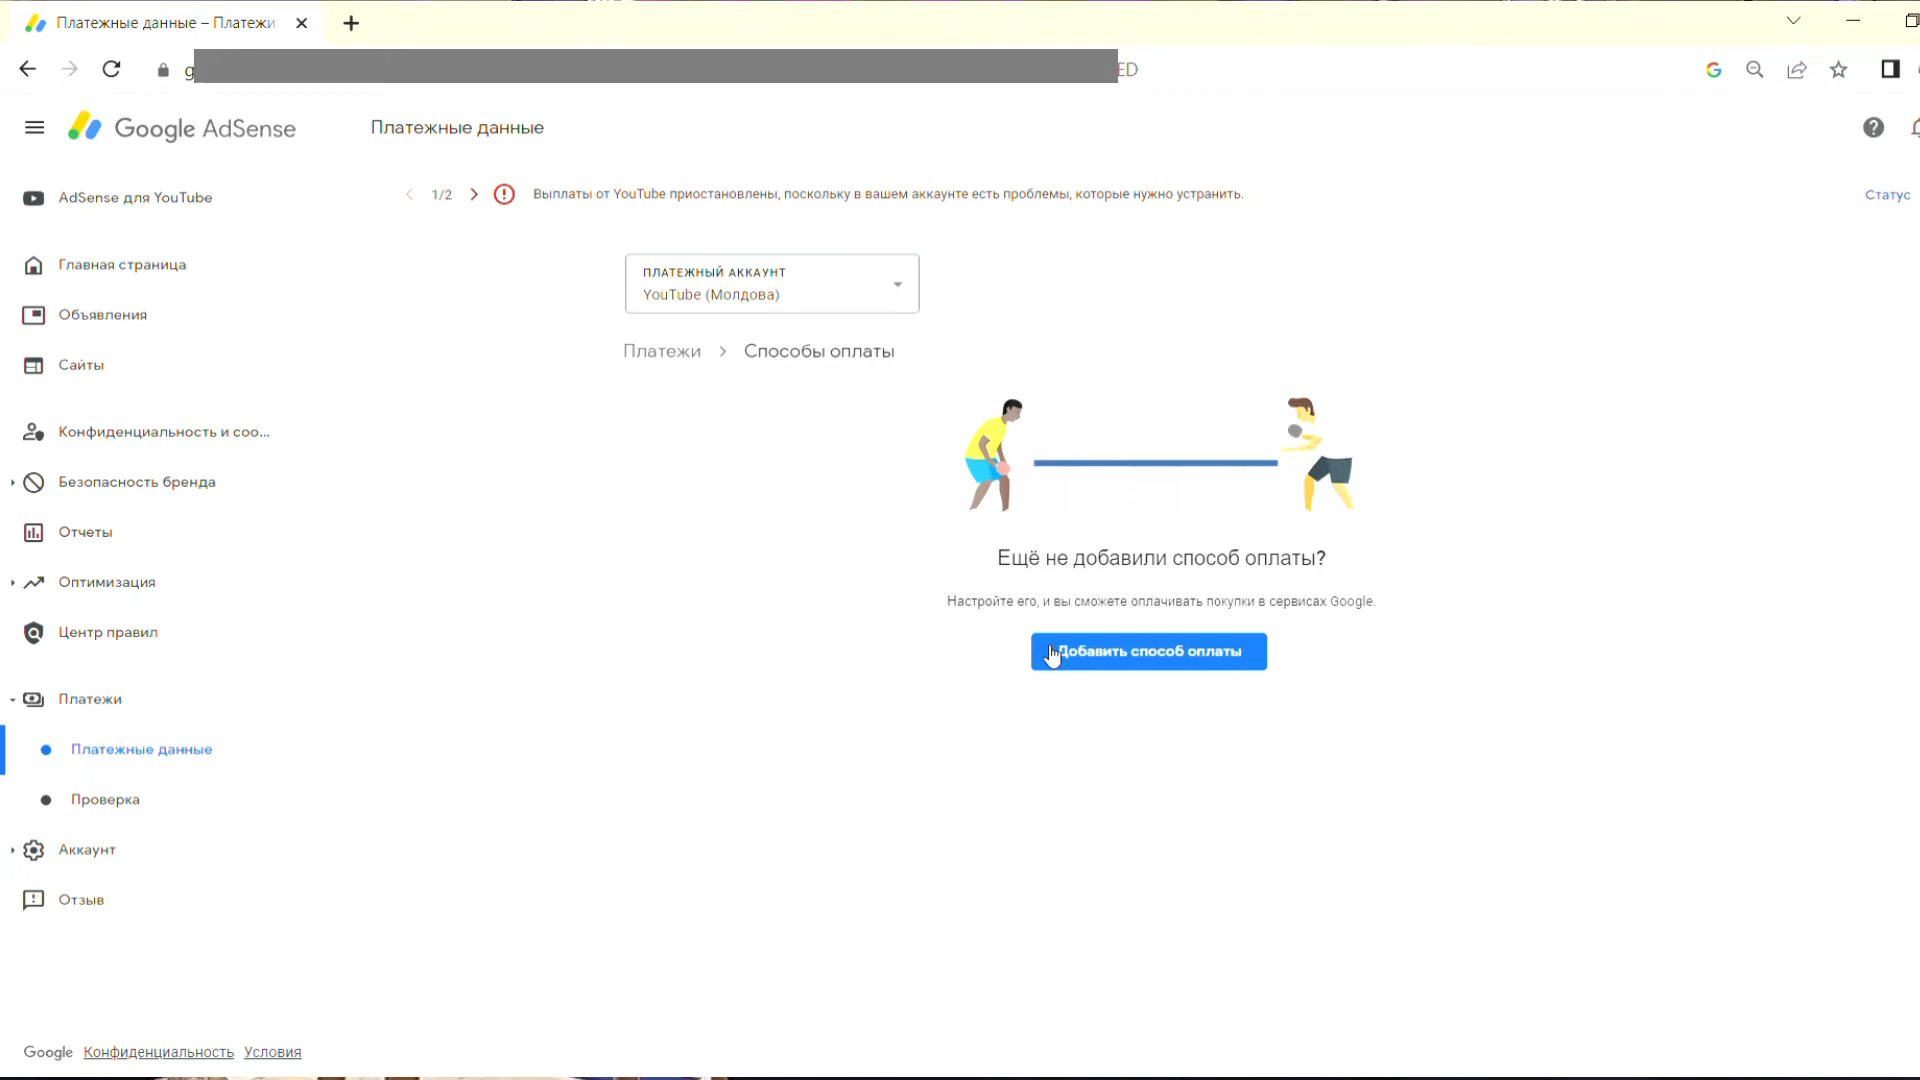 Платежные данные – Платежи
g
ED
Google AdSense
Платежные данные
AdSense для YouTube
1/2
Выплаты от YouTube приостановлены, поскольку в вашем аккаунте есть проблемы, которые нужно устранить.
Статус
Главная страница
Объявления
Сайты
Конфиденциальность и соо...
Безопасность бренда
Отчеты
Оптимизация
Центр правил
Платежи
Платежные данные
Проверка
Аккаунт
Отзыв
ПЛАТЕЖНЫЙ АККАУНТ
YouTube (Молдова)
Платежи > Способы оплаты
Ещё не добавили способ оплаты?
Настройте его, и вы сможете оплачивать покупки в сервисах Google.
Добавить способ оплаты
Google Конфиденциальность Условия